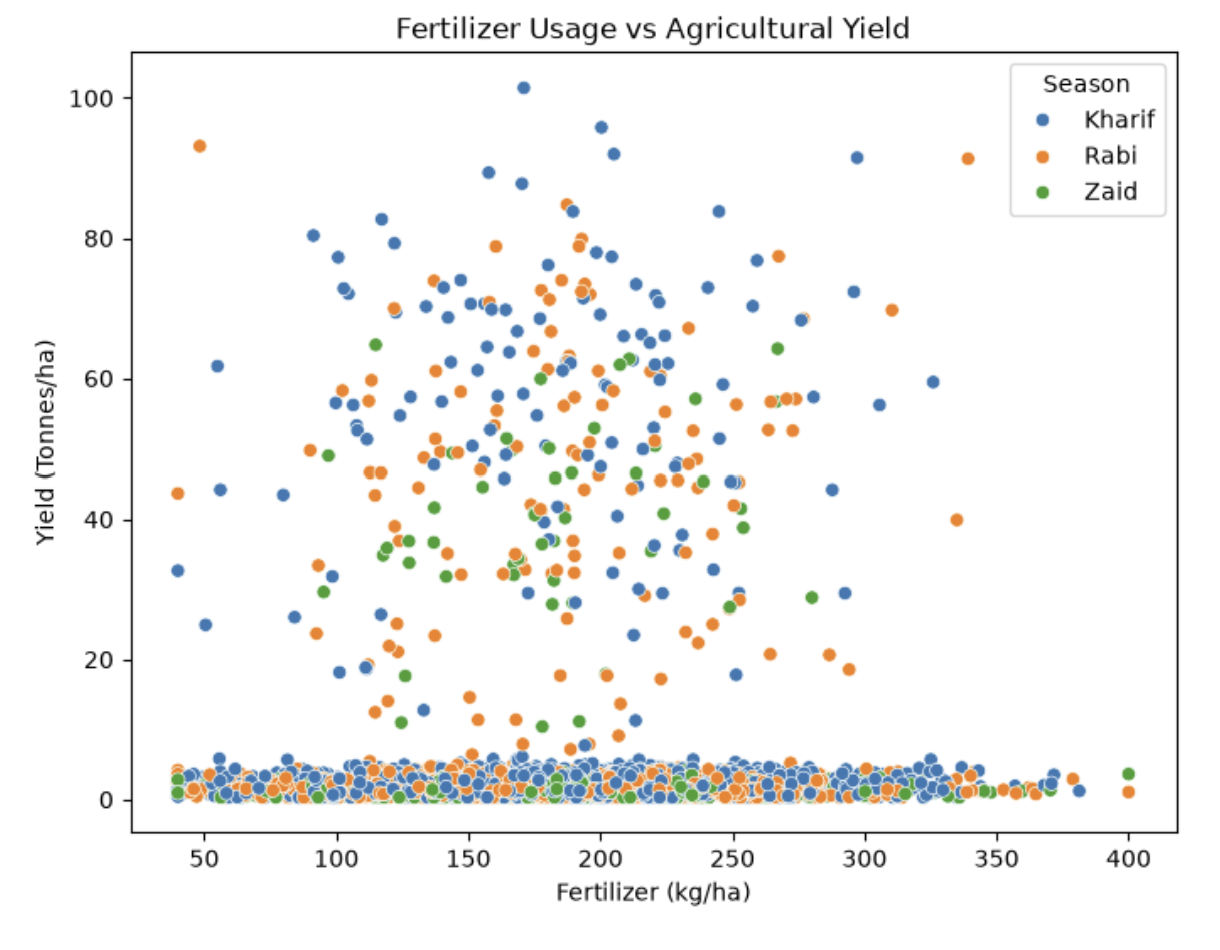 Fertilizer Usage vs Agricultural Yield
Season
Kharif
Rabi
Zaid
Yield (Tonnes/ha)
100
80
60
40
20
0
50 100 150 200 250 300 350 400
Fertilizer (kg/ha)